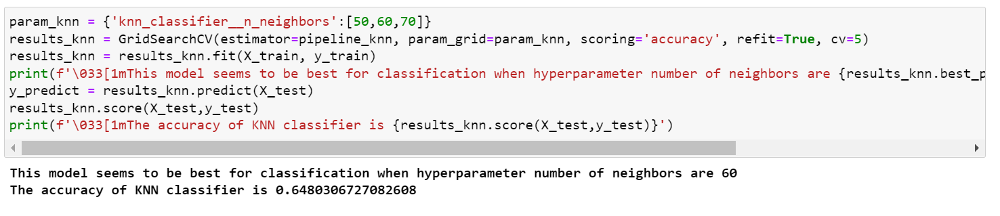 param_knn = {'knn_classifier__n_neighbors':[50,60,70]}
results_knn = GridSearchCV(estimator=pipeline_knn, param_grid=param_knn, scoring='accuracy', refit=True, cv=5)
results_knn = results_knn.fit(X_train, y_train)
print(f'\033[1mThis model seems to be best for classification when hyperparameter number of neighbors are {results_knn.best_p
y_predict = results_knn.predict(X_test)
results_knn.score(X_test,y_test)
print(f'\033[1mThe accuracy of KNN classifier is {results_knn.score(X_test,y_test)}')
This model seems to be best for classification when hyperparameter number of neighbors are 60
The accuracy of KNN classifier is 0.6480306727082608